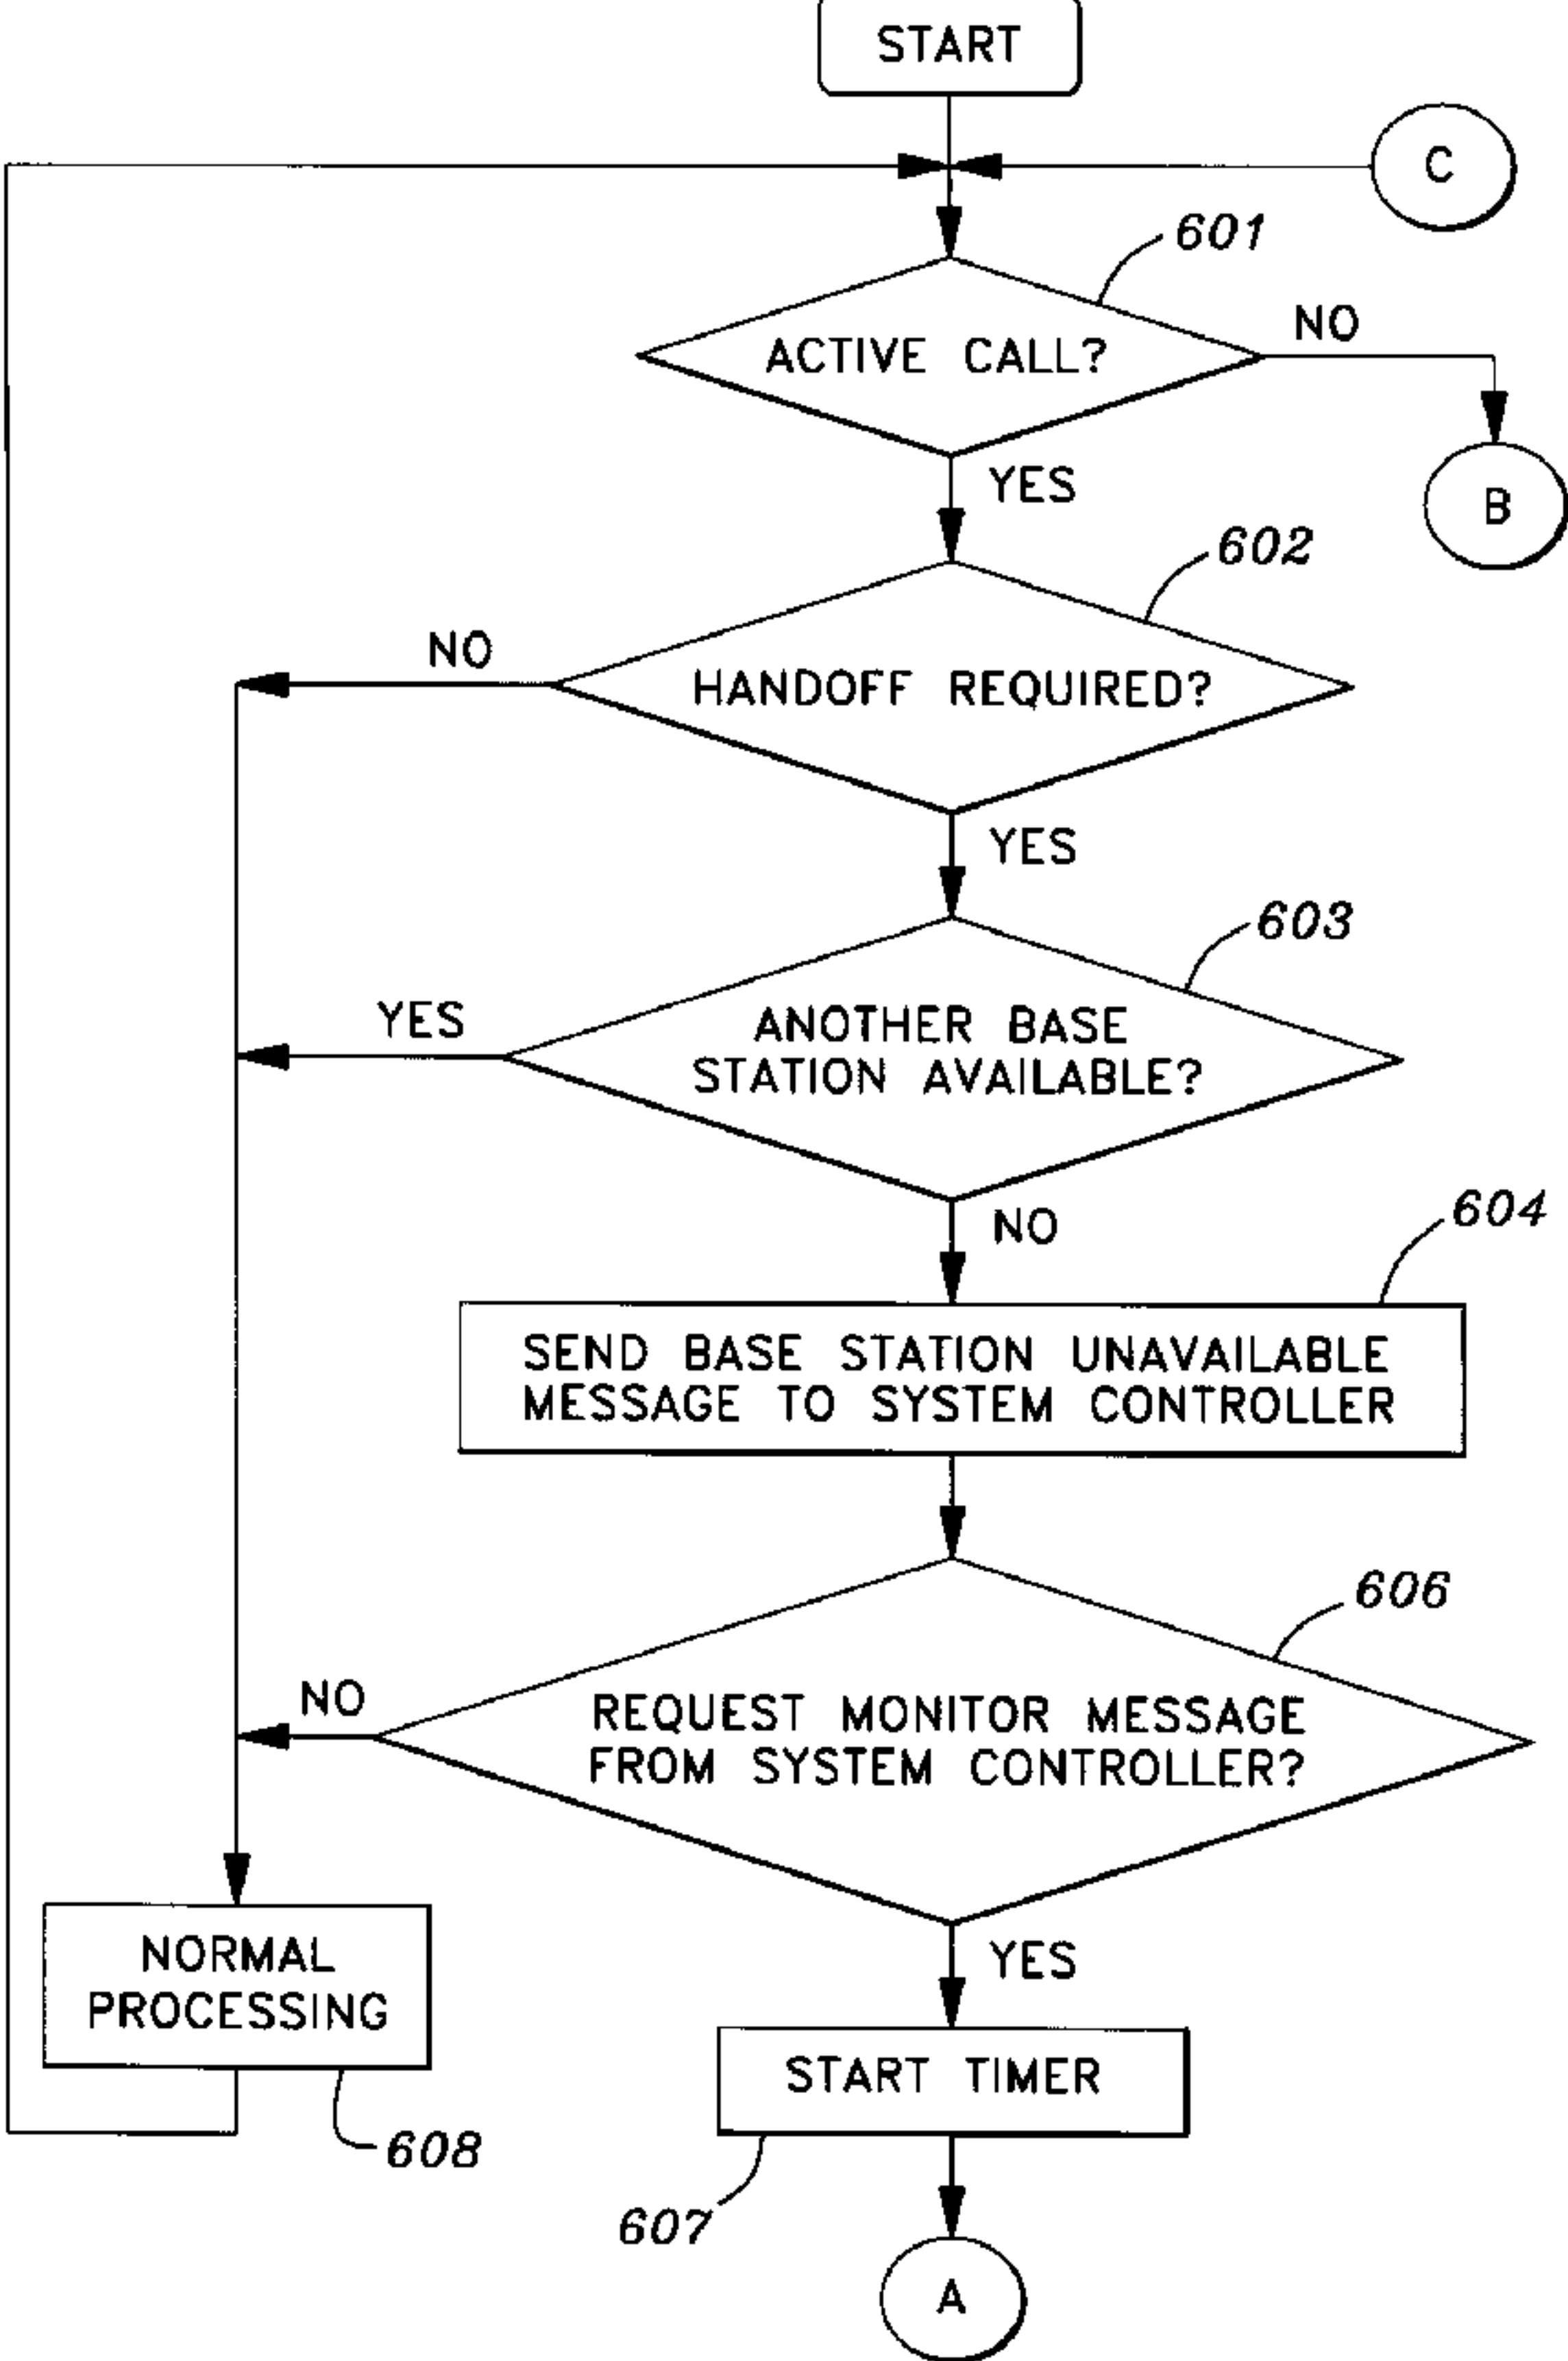 START
C
601
ACTIVE CALL?
NO
B
YES
602
HANDOFF REQUIRED?
NO
YES
603
ANOTHER BASE
STATION AVAILABLE?
YES
NO
604
SEND BASE STATION UNAVAILABLE
MESSAGE TO SYSTEM CONTROLLER
606
REQUEST MONITOR MESSAGE
FROM SYSTEM CONTROLLER?
NO
YES
NORMAL
PROCESSING
608
START TIMER
607
A